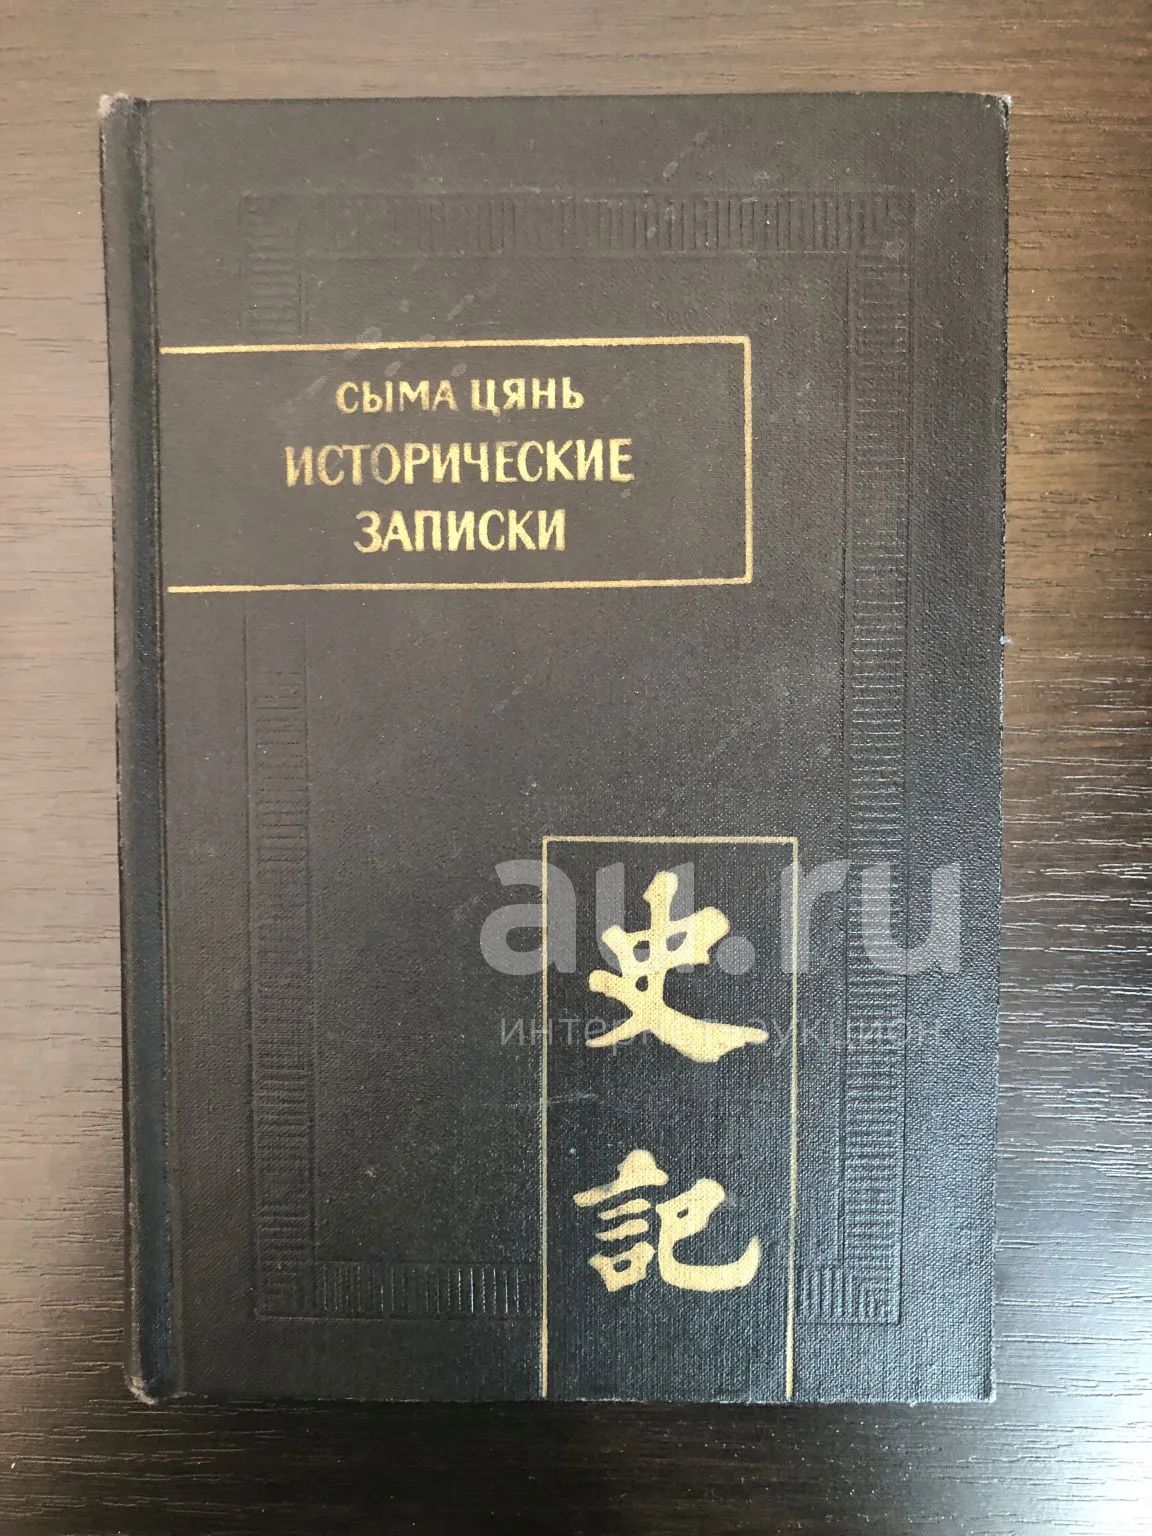 СЫМА ЦЯНЬ
ИСТОРИЧЕСКИЕ
ЗАПИСКИ
au.ru
史
記